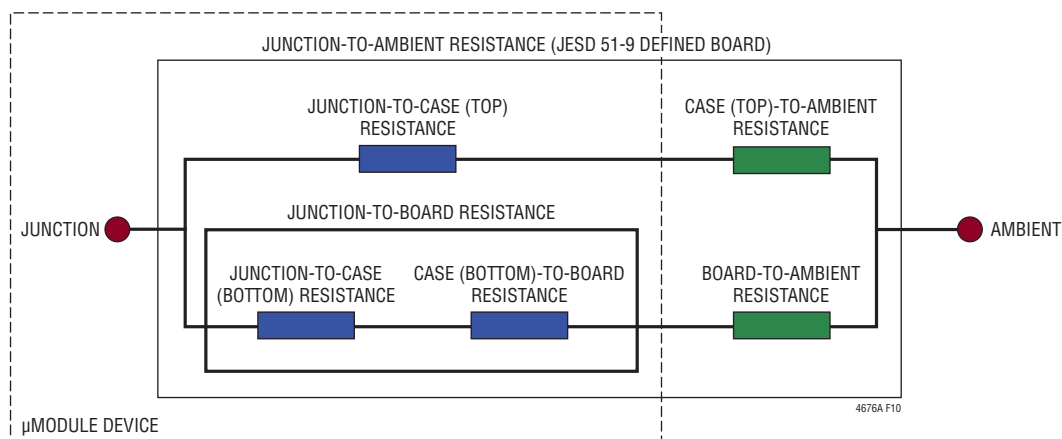 JUNCTION-TO-AMBIENT RESISTANCE (JESD 51-9 DEFINED BOARD)
JUNCTION-TO-CASE (TOP)
RESISTANCE
CASE (TOP)-TO-AMBIENT
RESISTANCE
JUNCTION-TO-BOARD RESISTANCE
JUNCTION
AMBIENT
JUNCTION-TO-CASE
(BOTTOM) RESISTANCE
CASE (BOTTOM)-TO-BOARD
RESISTANCE
BOARD-TO-AMBIENT
RESISTANCE
4676A F10
µMODULE DEVICE